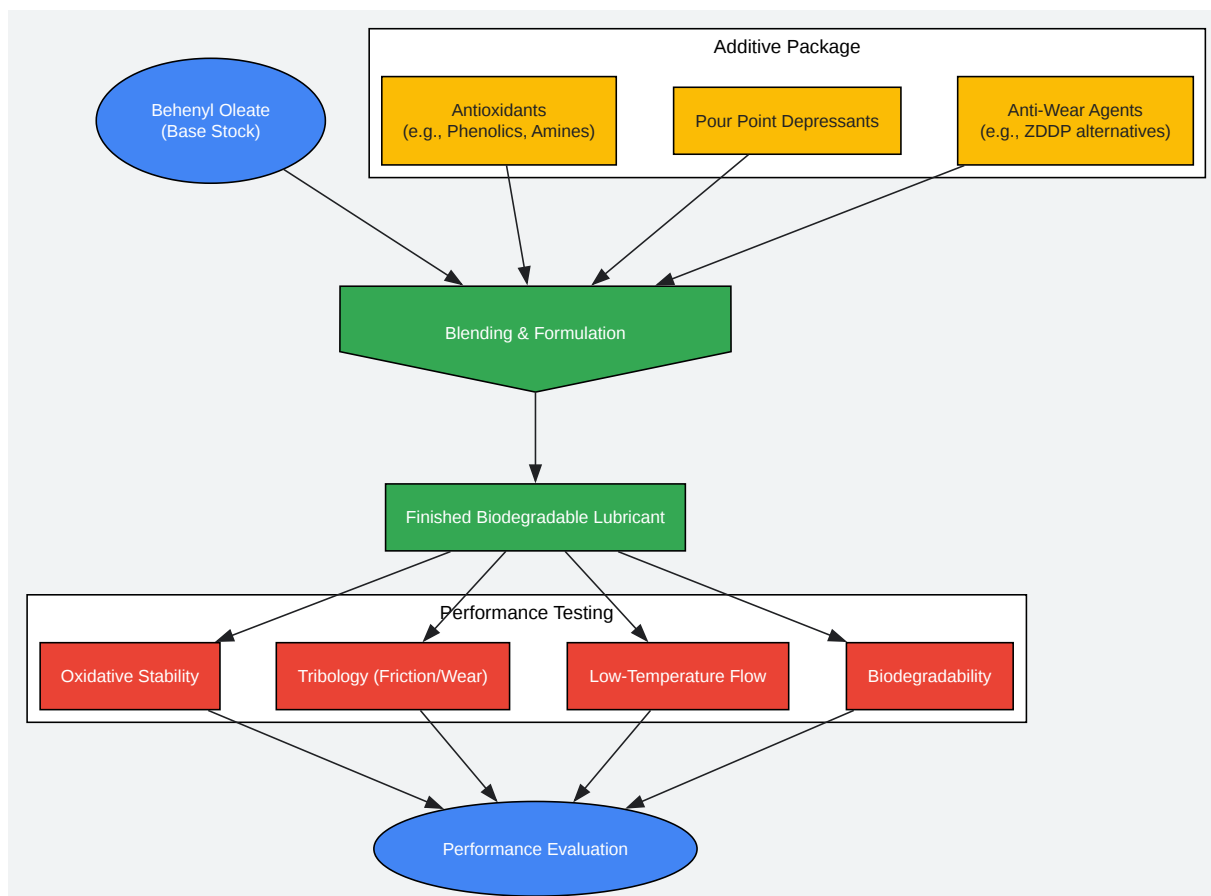 Additive Package
Behenyl Oleate
(Base Stock)
Antioxidants
(e.g., Phenolics, Amines)
Pour Point Depressants
Anti-Wear Agents
(e.g., ZDDP alternatives)
Blending & Formulation
Finished Biodegradable Lubricant
Performance Testing
Oxidative Stability
Tribology (Friction/Wear)
Low-Temperature Flow
Biodegradability
Performance Evaluation